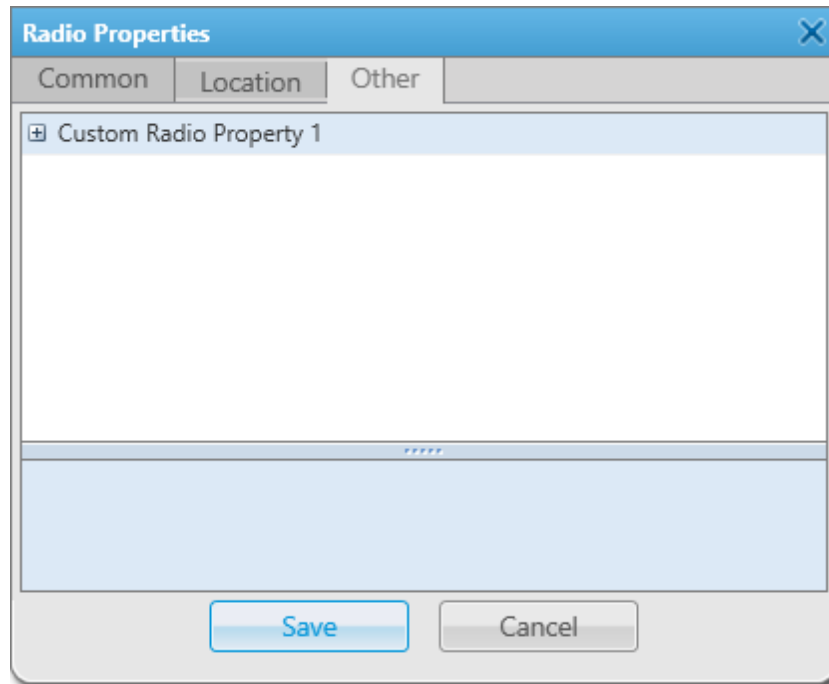 Radio Properties
Common Location Other
Custom Radio Property 1
Save Cancel